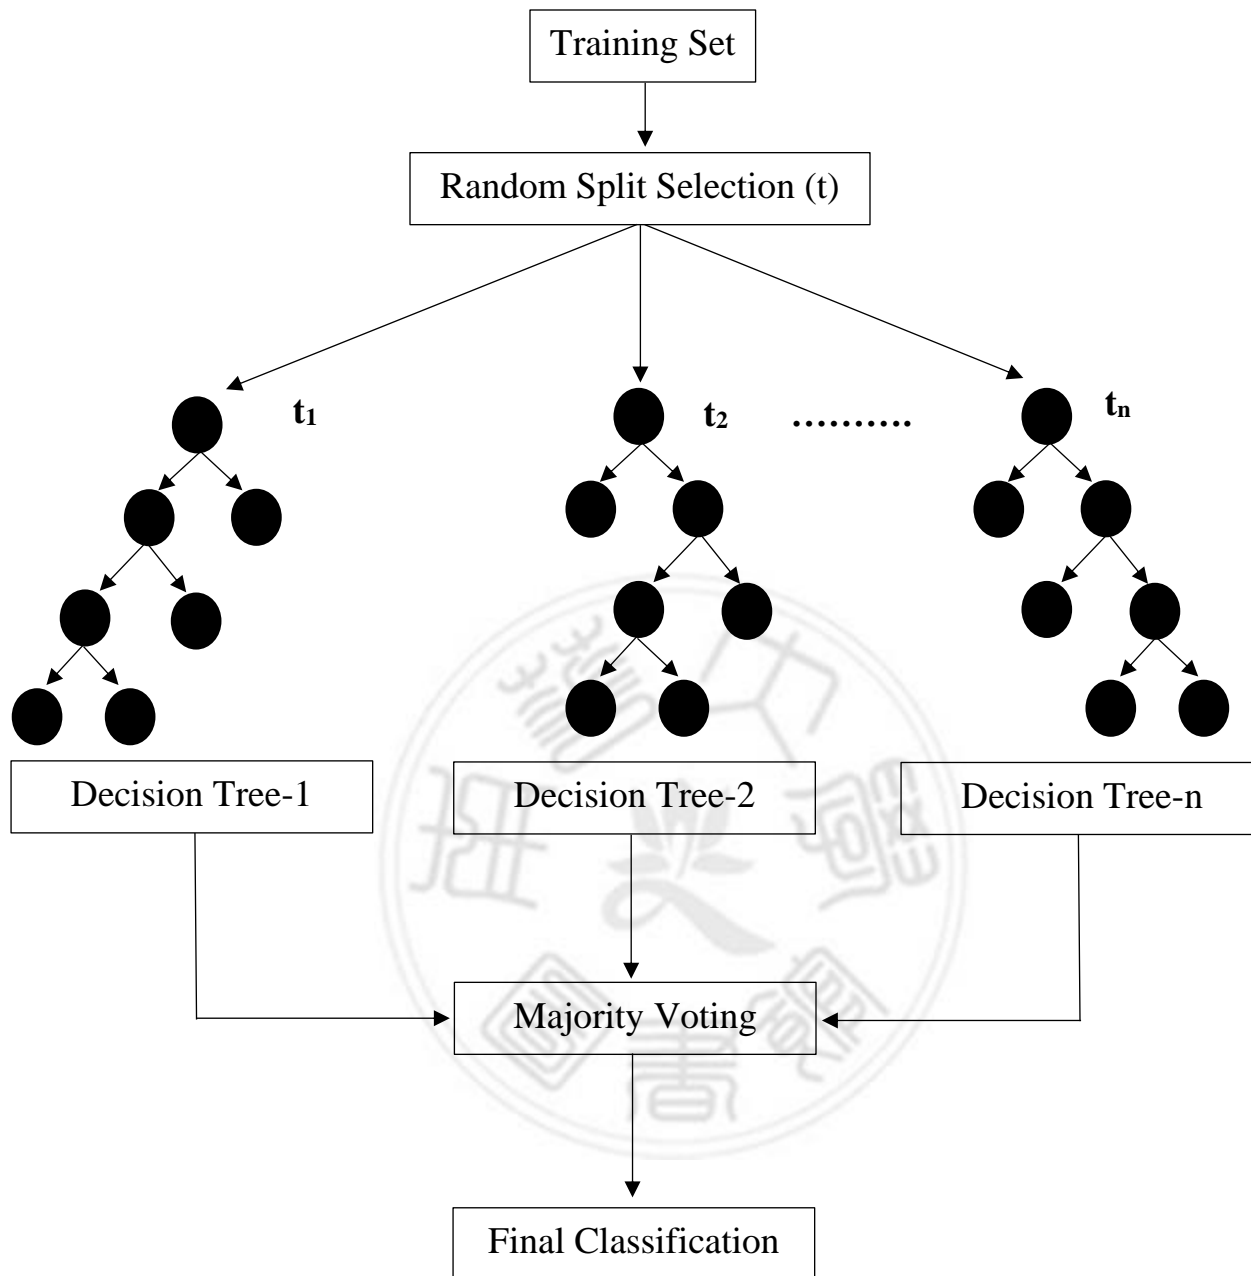 Training Set
Random Split Selection (t)
t₁
t₂ ..........
tₙ
Decision Tree-1
Decision Tree-2
Decision Tree-n
Majority Voting
Final Classification